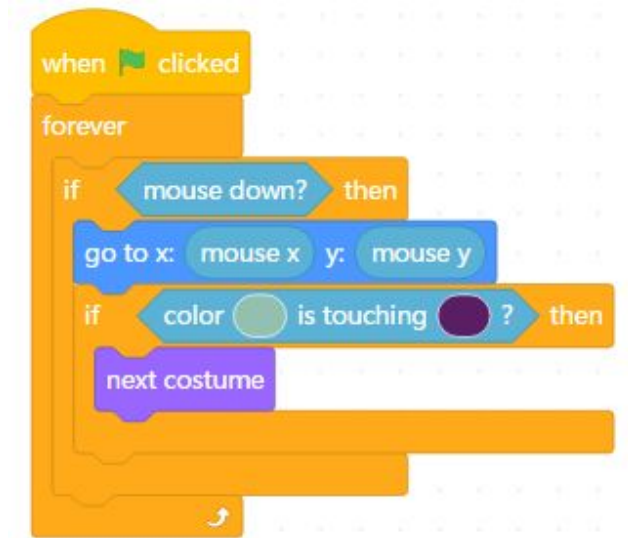 when clicked
forever
if mouse down? then
go to x: mouse x y: mouse y
if color is touching ? then
next costume